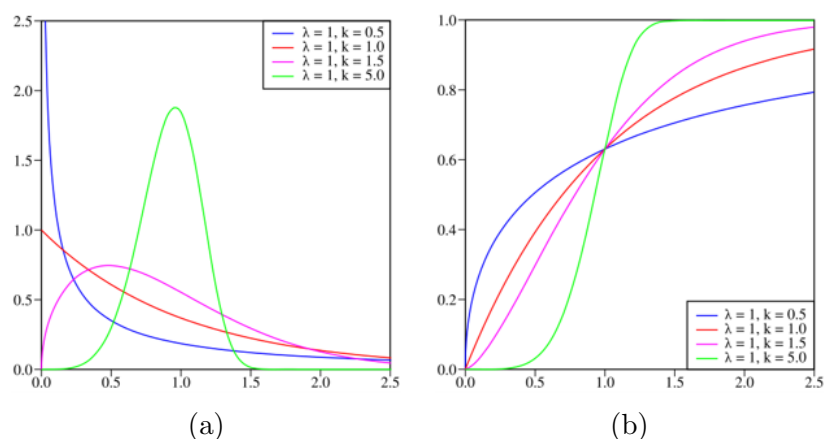 2.5
2.0
1.5
1.0
0.5
0.0
0.0 0.5 1.0 1.5 2.0 2.5
λ = 1, k = 0.5
λ = 1, k = 1.0
λ = 1, k = 1.5
λ = 1, k = 5.0
(a)
1.0
0.8
0.6
0.4
0.2
0.0
0.0 0.5 1.0 1.5 2.0 2.5
λ = 1, k = 0.5
λ = 1, k = 1.0
λ = 1, k = 1.5
λ = 1, k = 5.0
(b)